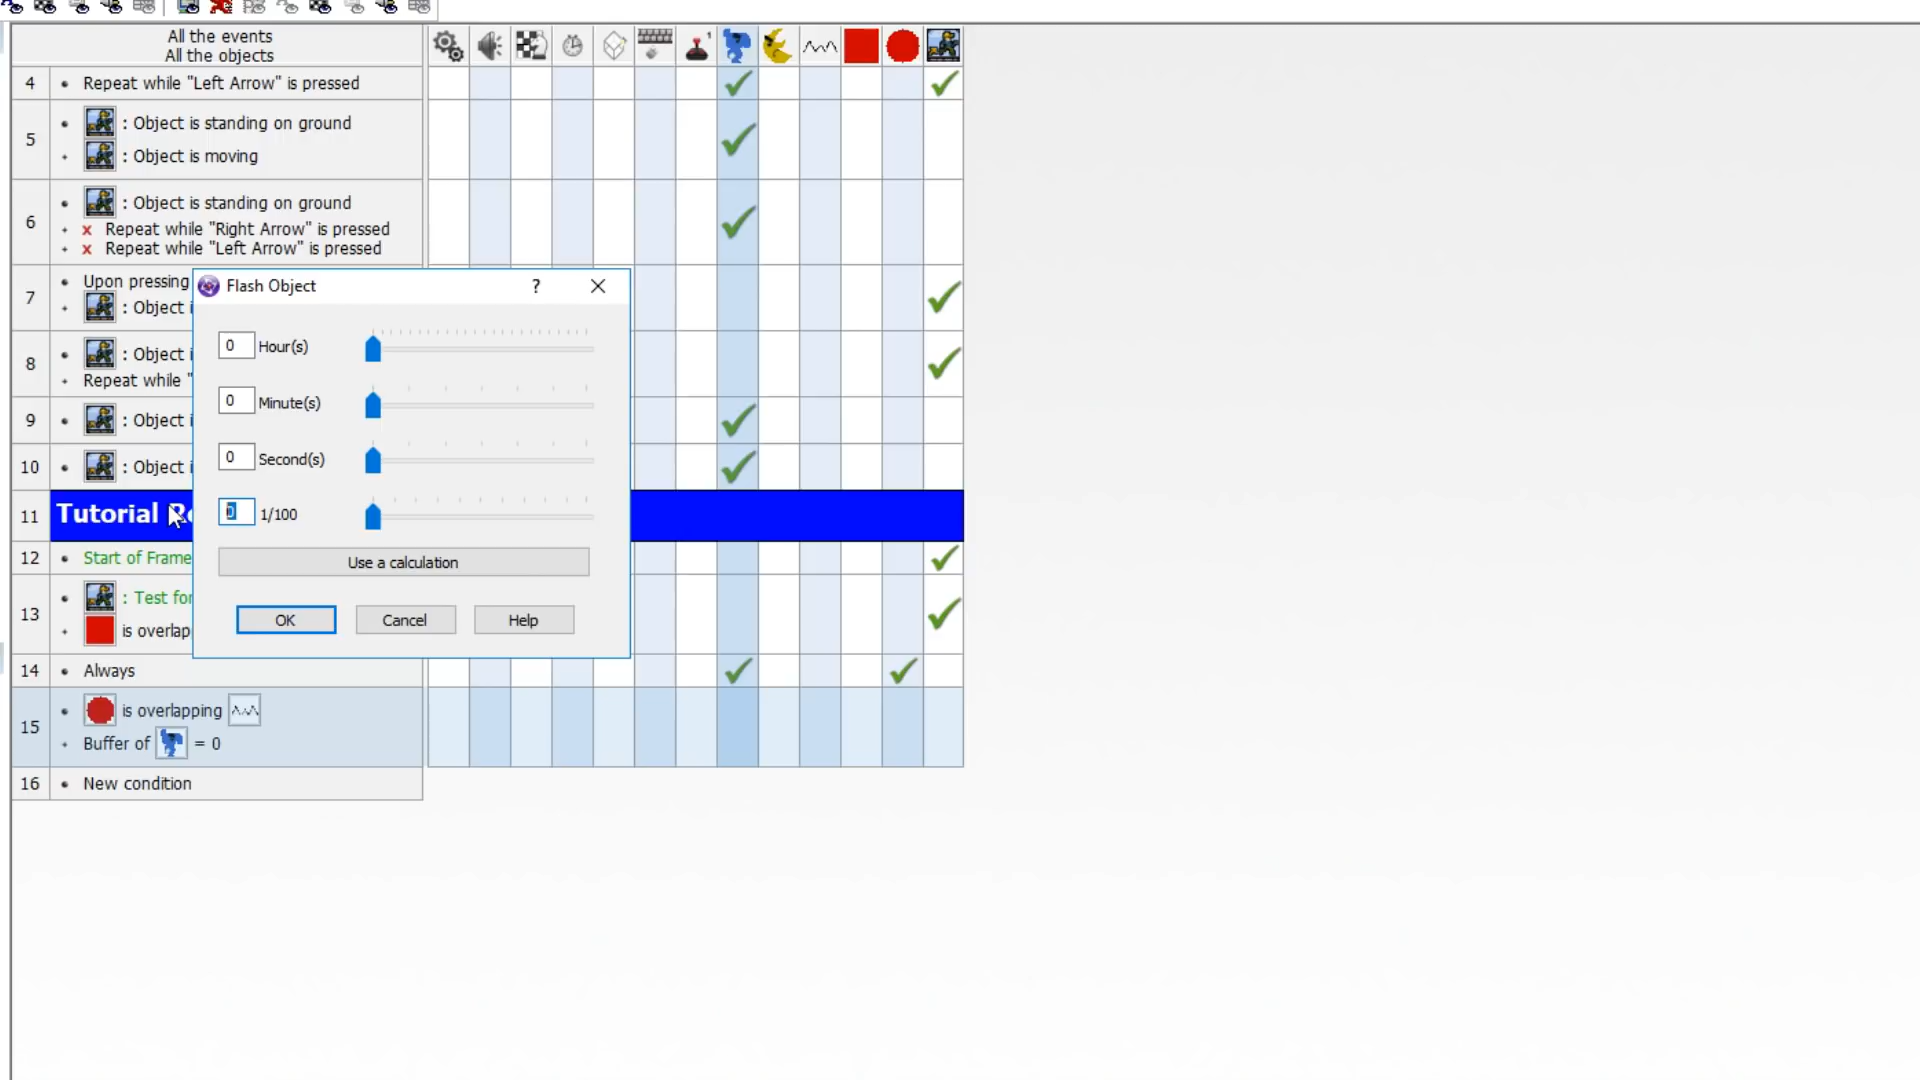 All the events
All the objects
1
4 • Repeat while "Left Arrow" is pressed
5 • : Object is standing on ground
: Object is moving
6 • : Object is standing on ground
x Repeat while "Right Arrow" is pressed
x Repeat while "Left Arrow" is pressed
7 • Upon pressing
: Object i
8 • : Object i
Repeat while "
9 • : Object i
10 • : Object i
11 Tutorial
12 • Start of Frame
13 • : Test for
is overlap
14 • Always
15 • is overlapping
Buffer of = 0
16 • New condition
Flash Object ? ×
0 Hour(s)
0 Minute(s)
0 Second(s)
0 1/100
Use a calculation
OK Cancel Help